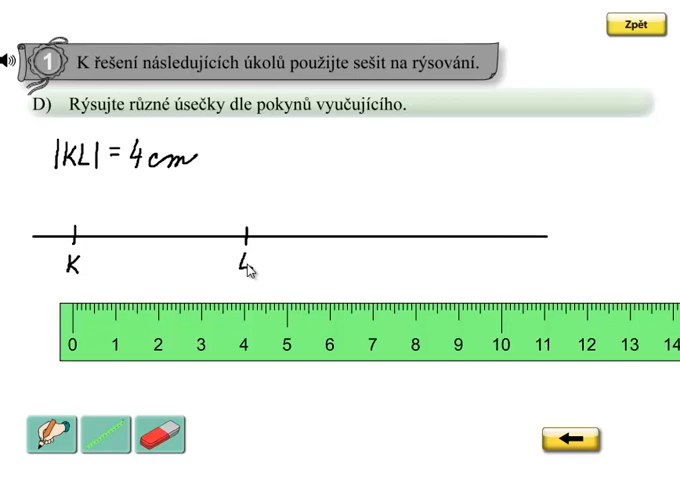 Zpět
1 K řešení následujících úkolů použijte sešit na rýsování.
D) Rýsujte různé úsečky dle pokynů vyučujícího.
|KL| = 4 cm
K L
0 1 2 3 4 5 6 7 8 9 10 11 12 13 14